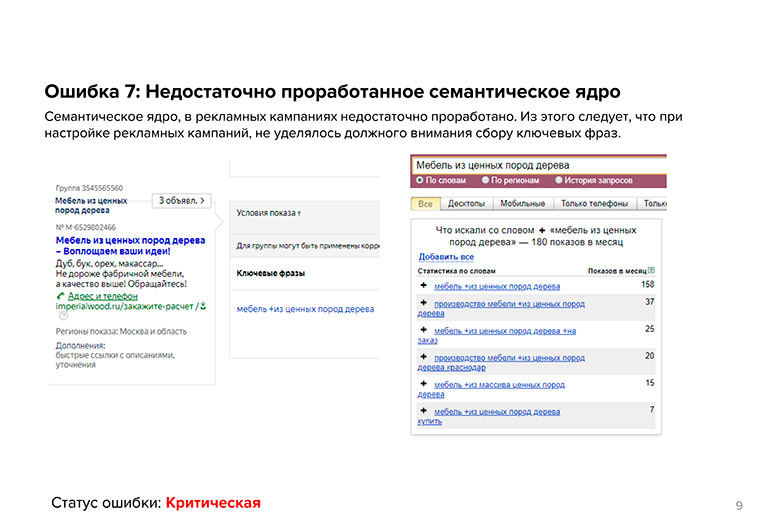 Ошибка 7: Недостаточно проработанное семантическое ядро
Семантическое ядро, в рекламных кампаниях недостаточно проработано. Из этого следует, что при
настройке рекламных кампаний, не уделялось должного внимания сбору ключевых фраз.
Группа 3545565560
Мебель из ценных
пород дерева
3 объявл. >
№ М-6529802466
Мебель из ценных пород дерева
– Воплощаем ваши идеи!
Дуб, бук, орех, макассар...
Не дороже фабричной мебели,
а качество выше! Обращайтесь!
Адрес и телефон
imperialwood.ru/закажите-расчет /
Регионы показа: Москва и область
Дополнения:
быстрые ссылки с описаниями,
уточнения
Условия показа ↑
Для группы могут быть применены корре
Ключевые фразы
мебель +из ценных пород дерева
Мебель из ценных пород дерева
По словам По регионам История запросов
Все Десктопы Мобильные Только телефоны Тольк
Что искали со словом + «мебель из ценных
пород дерева» — 180 показов в месяц
Добавить все
Статистика по словам Показов в месяц ?
+ мебель +из ценных пород дерева 158
+ производство мебели +из ценных пород 37
дерева
+ мебель +из ценных пород дерева +на 25
заказ
+ производство мебели +из ценных пород 20
дерева краснодар
+ мебель +из массива ценных пород 15
дерева
+ мебель +из ценных пород дерева 7
купить
Статус ошибки: Критическая
9